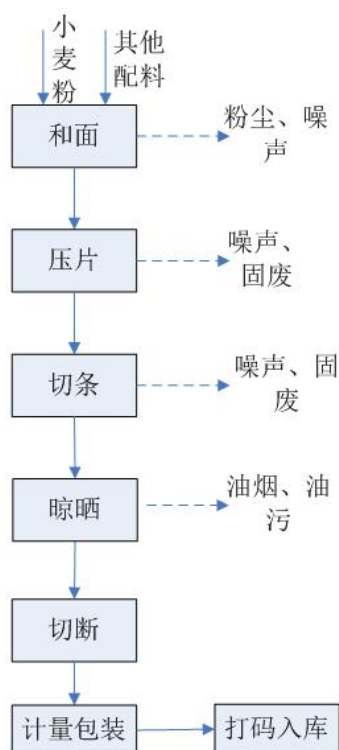 小
麦
粉
其他
配料
和面
粉尘、噪
声
压片
噪声、
固废
切条
噪声、固
废
晾晒
油烟、油
污
切断
计量包装
打码入库